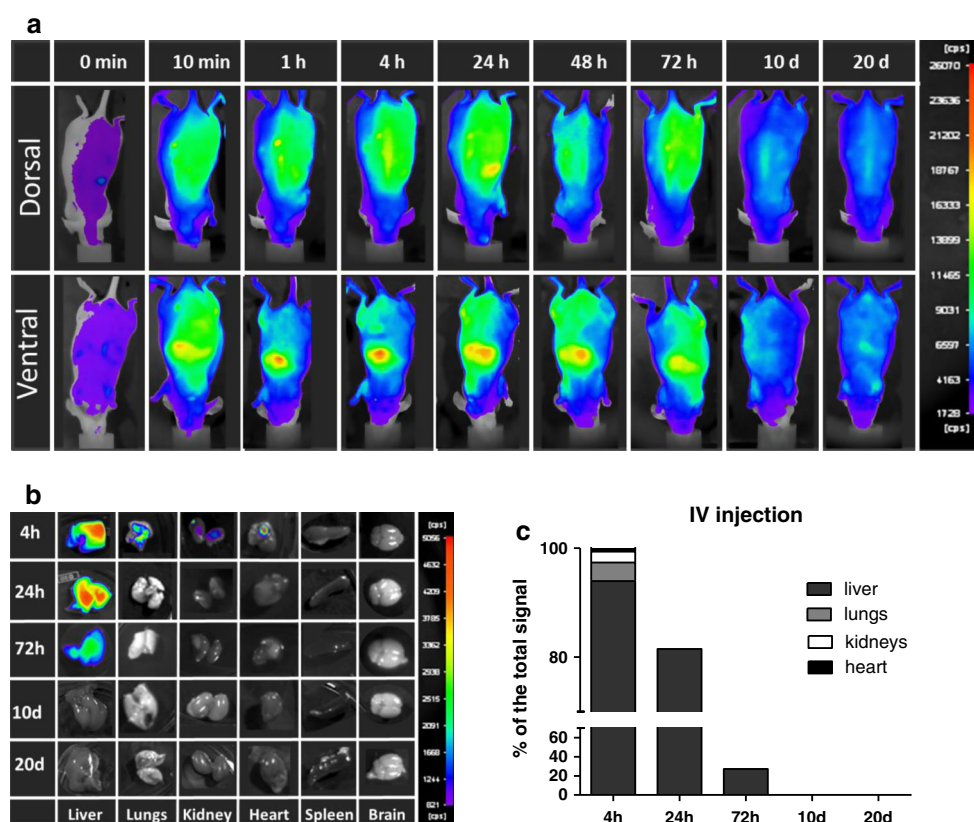 a
[cps]
0 min 10 min 1 h 4 h 24 h 48 h 72 h 10 d 20 d
26070
23636
21202
18767
16333
13899
11465
9031
6597
4163
1728
[cps]
Dorsal
Ventral
b
4h
24h
72h
10d
20d
Liver Lungs Kidney Heart Spleen Brain
[cps]
5056
4209
3785
3362
2938
2515
2091
1668
1244
821
[cps]
c
IV injection
% of the total signal
100
80
60
40
20
0
4h 24h 72h 10d 20d
liver
lungs
kidneys
heart